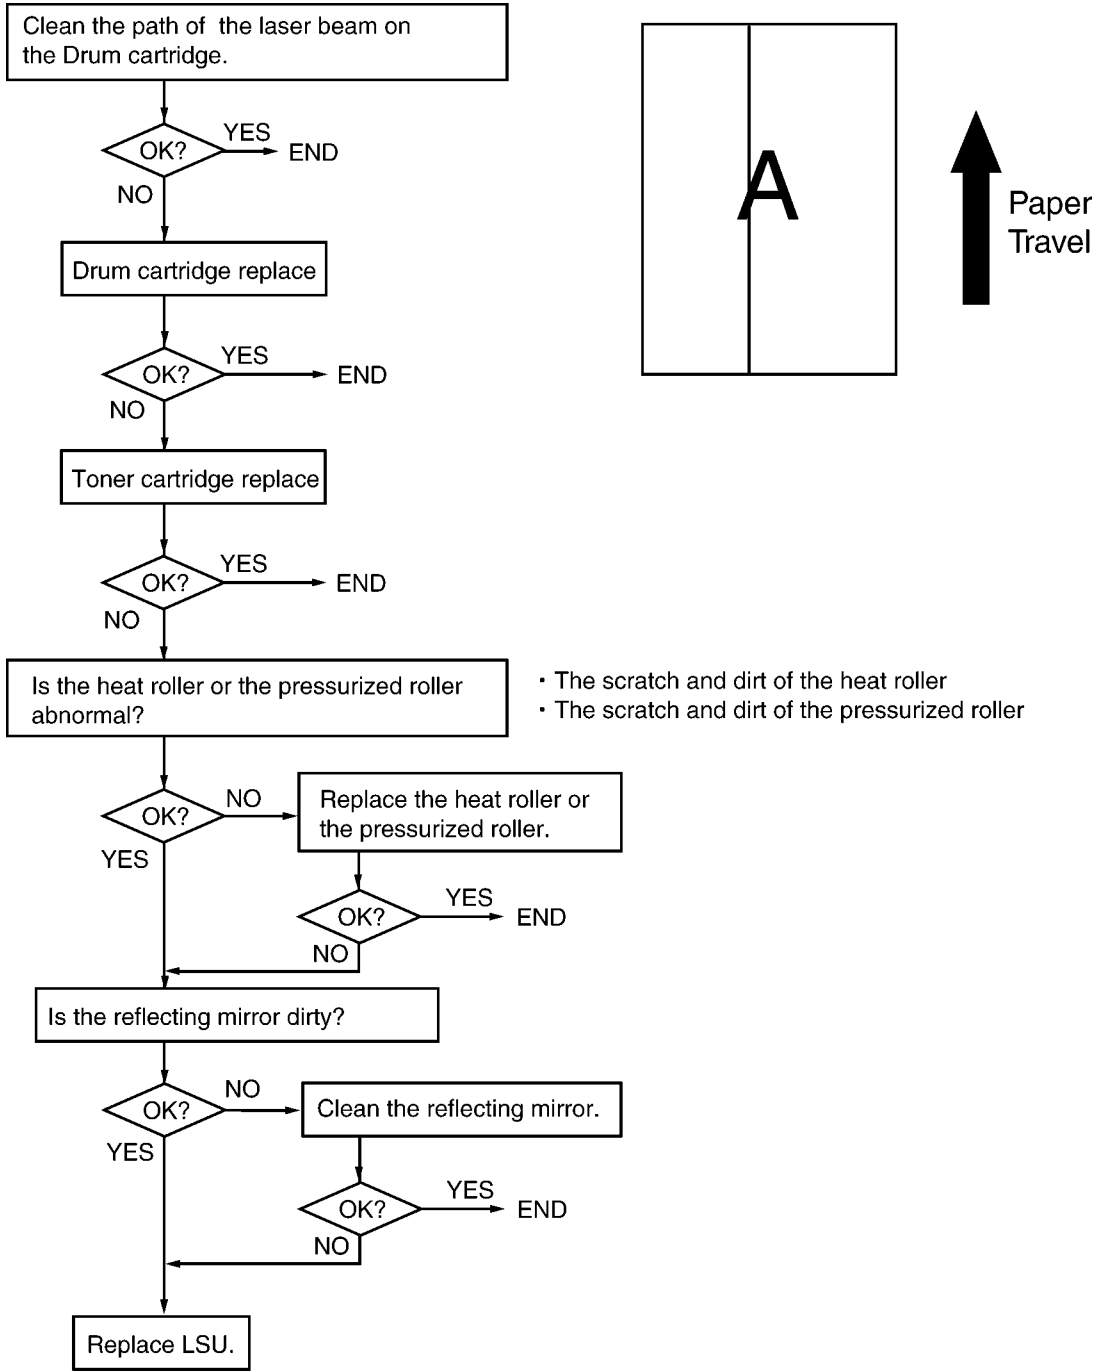 Clean the path of the laser beam on
the Drum cartridge.
OK?
YES
END
NO
Drum cartridge replace
OK?
YES
END
NO
Toner cartridge replace
OK?
YES
END
NO
Is the heat roller or the pressurized roller
abnormal?
· The scratch and dirt of the heat roller
· The scratch and dirt of the pressurized roller
OK?
NO
YES
Replace the heat roller or
the pressurized roller.
OK?
YES
END
NO
Is the reflecting mirror dirty?
OK?
NO
YES
Clean the reflecting mirror.
OK?
YES
END
NO
Replace LSU.
A
Paper
Travel